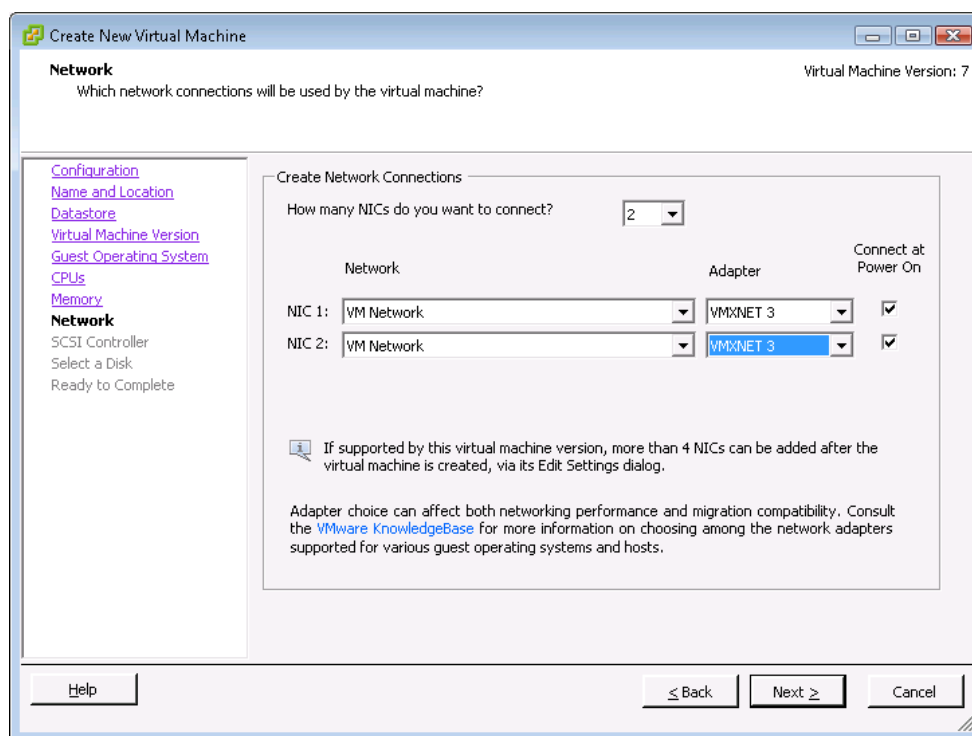 Create New Virtual Machine
Network
Virtual Machine Version: 7
Which network connections will be used by the virtual machine?
Configuration
Name and Location
Datastore
Virtual Machine Version
Guest Operating System
CPUs
Memory
Network
SCSI Controller
Select a Disk
Ready to Complete
Create Network Connections
How many NICs do you want to connect? 2
Network Adapter Connect at Power On
NIC 1: VM Network VMXNET 3
NIC 2: VM Network VMXNET 3
If supported by this virtual machine version, more than 4 NICs can be added after the
virtual machine is created, via its Edit Settings dialog.
Adapter choice can affect both networking performance and migration compatibility. Consult
the VMware KnowledgeBase for more information on choosing among the network adapters
supported for various guest operating systems and hosts.
Help
< Back
Next >
Cancel